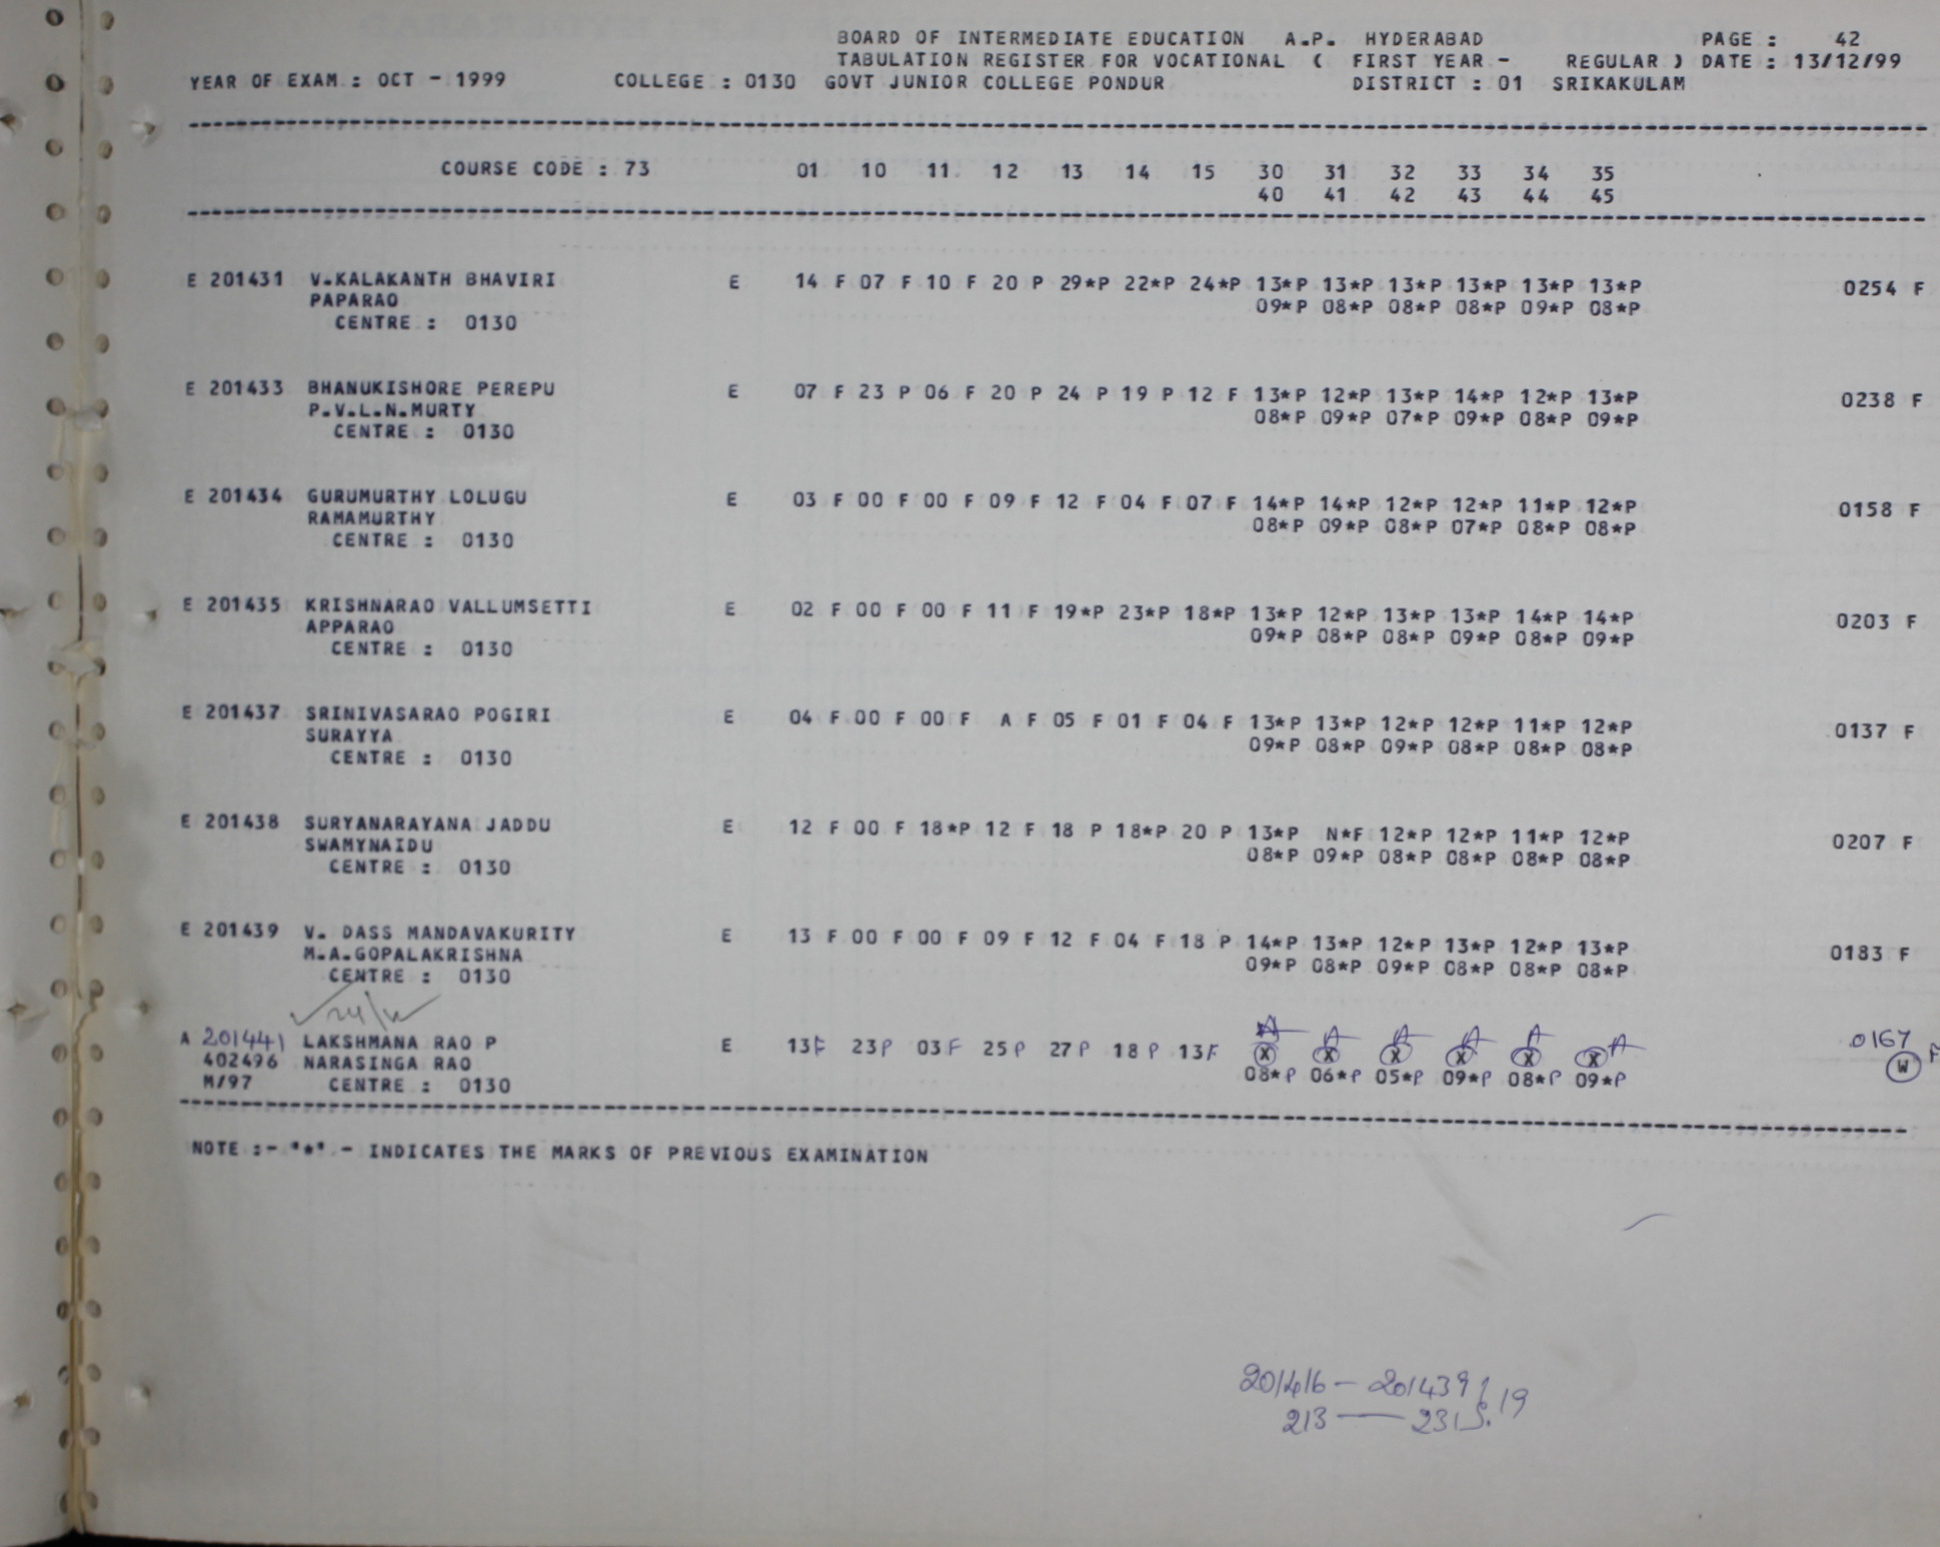 BOARD OF INTERMEDIATE EDUCATION A.P. HYDERABAD PAGE : 42
TABULATION REGISTER FOR VOCATIONAL ( FIRST YEAR - REGULAR ) DATE : 13/12/99
YEAR OF EXAM : OCT - 1999 COLLEGE : 0130 GOVT JUNIOR COLLEGE PONDUR DISTRICT : 01 SRIKAKULAM
COURSE CODE : 73 01 10 11 12 13 14 15 30 31 32 33 34 35
40 41 42 43 44 45
E 201431 V.KALAKANTH BHAVIRI E 14 F 07 F 10 F 20 P 29*P 22*P 24*P 13*P 13*P 13*P 13*P 13*P 13*P 0254 F
PAPARAO 09*P 08*P 08*P 08*P 09*P 08*P
CENTRE : 0130
E 201433 BHANUKISHORE PEREPU E 07 F 23 P 06 F 20 P 24 P 19 P 12 F 13*P 12*P 13*P 14*P 12*P 13*P 0238 F
P.V.L.N.MURTY 08*P 09*P 07*P 09*P 08*P 09*P
CENTRE : 0130
E 201434 GURUMURTHY LOLUGU E 03 F 00 F 00 F 09 F 12 F 04 F 07 F 14*P 14*P 12*P 12*P 11*P 12*P 0158 F
RAMAMURTHY 08*P 09*P 08*P 07*P 08*P 08*P
CENTRE : 0130
E 201435 KRISHNARAO VALLUMSETTI E 02 F 00 F 00 F 11 F 19*P 23*P 18*P 13*P 12*P 13*P 13*P 14*P 14*P 0203 F
APPARAO 09*P 08*P 08*P 09*P 08*P 09*P
CENTRE : 0130
E 201437 SRINIVASARAO POGIRI E 04 F 00 F 00 F A F 05 F 01 F 04 F 13*P 13*P 12*P 12*P 11*P 12*P 0137 F
SURAYYA 09*P 08*P 09*P 08*P 08*P 08*P
CENTRE : 0130
E 201438 SURYANARAYANA JADDU E 12 F 00 F 18*P 12 F 18 P 18*P 20 P 13*P N*F 12*P 12*P 11*P 12*P 0207 F
SWAMYNAIDU 08*P 09*P 08*P 08*P 08*P 08*P
CENTRE : 0130
E 201439 V. DASS MANDAVAKURITY E 13 F 00 F 00 F 09 F 12 F 04 F 18 P 14*P 13*P 12*P 13*P 12*P 13*P 0183 F
M.A.GOPALAKRISHNA 09*P 08*P 09*P 08*P 08*P 08*P
CENTRE : 0130
A A A A A A
A 201441 LAKSHMANA RAO P E 13F 23P 03F 25P 27P 18P 13F X X X X X X 0167 F
402496 NARASINGA RAO 08*P 06*P 05*P 09*P 08*P 09*P W
M/97 CENTRE : 0130
NOTE :- "*" - INDICATES THE MARKS OF PREVIOUS EXAMINATION
201416 - 201439 } 19
213 - 231